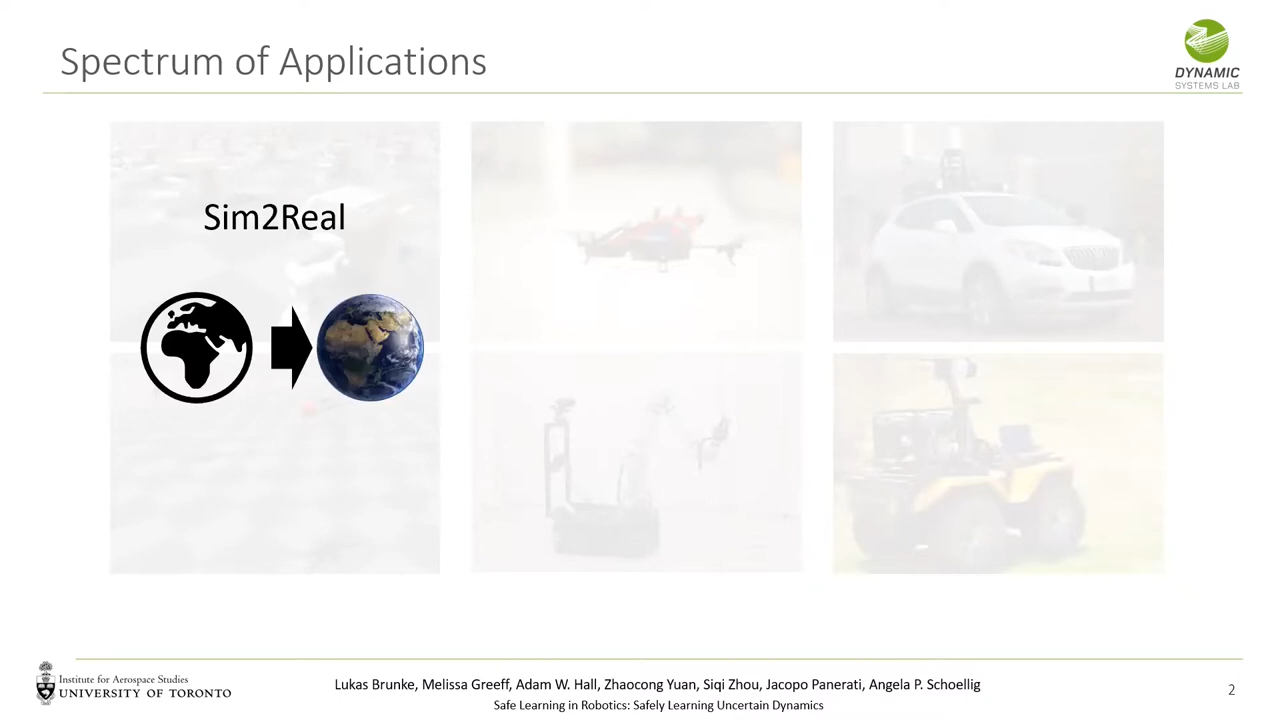 Spectrum of Applications
DYNAMIC
SYSTEMS LAB
Sim2Real
Institute for Aerospace Studies
UNIVERSITY OF TORONTO
Lukas Brunke, Melissa Greeff, Adam W. Hall, Zhaocong Yuan, Siqi Zhou, Jacopo Panerati, Angela P. Schoellig
Safe Learning in Robotics: Safely Learning Uncertain Dynamics
2